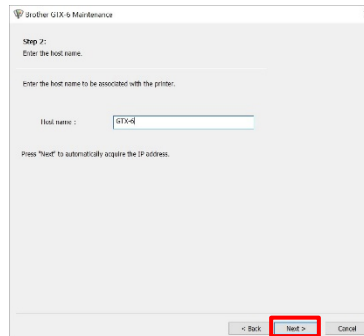 Brother GTX-6 Maintenance
Step 2:
Enter the host name.
Enter the host name to be associated with the printer.
Host name : GTX-6
Press "Next" to automatically acquire the IP address.
< Back Next > Cancel